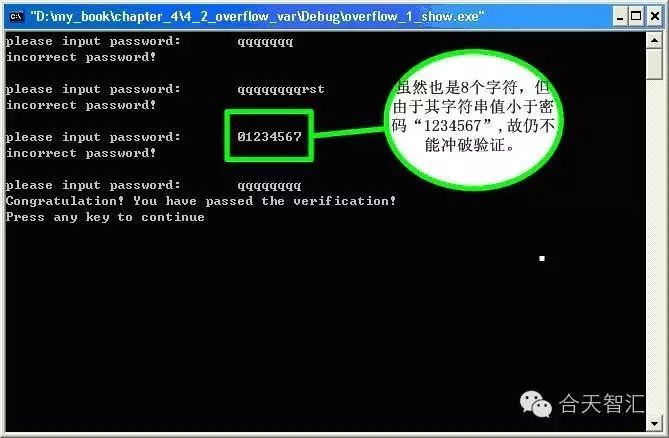 "D:\my_book\chapter_4\4_2_overflow_var\Debug\overflow_1_show.exe"
please input password:       qqqqqqq
incorrect password!
please input password:       qqqqqqqqrst
incorrect password!
please input password:       01234567
incorrect password!
please input password:       qqqqqqqq
Congratulation! You have passed the verification!
Press any key to continue
虽然也是8个字符，但
由于其字符串值小于密
码“1234567”,故仍不
能冲破验证。
合天智汇